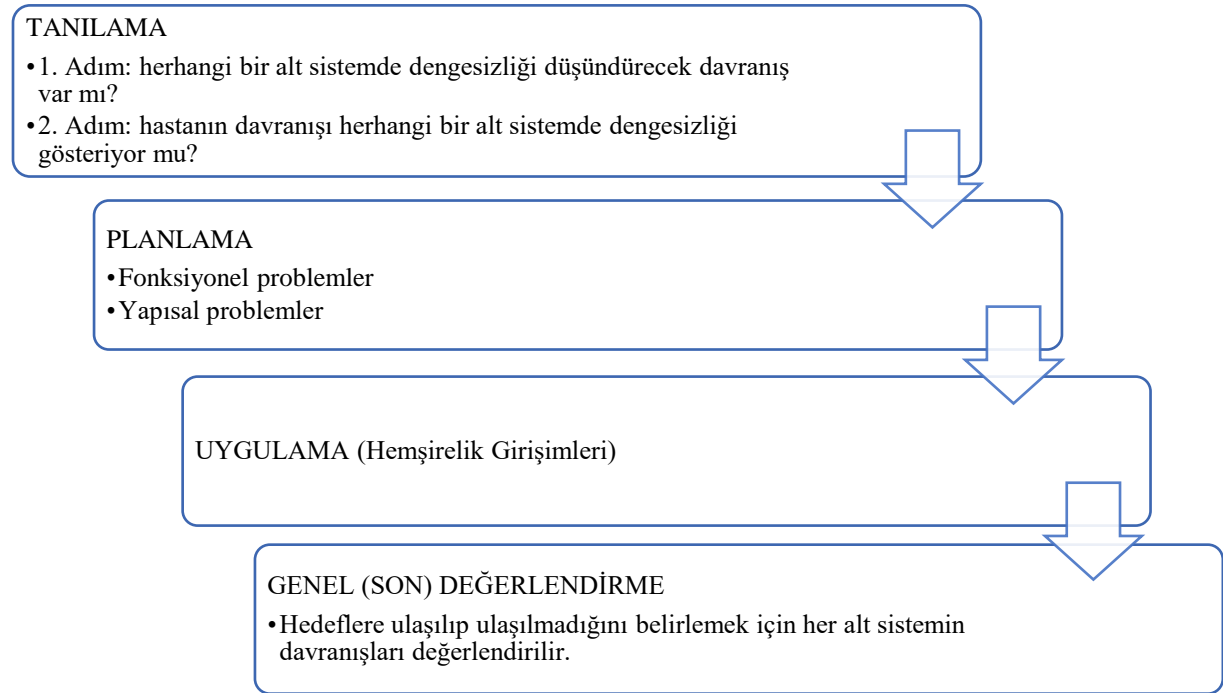 TANILAMA
•1. Adım: herhangi bir alt sistemde dengesizliği düşündürecek davranış
var mı?
•2. Adım: hastanın davranışı herhangi bir alt sistemde dengesizliği
gösteriyor mu?
PLANLAMA
•Fonksiyonel problemler
•Yapısal problemler
UYGULAMA (Hemşirelik Girişimleri)
GENEL (SON) DEĞERLENDİRME
•Hedeflere ulaşılıp ulaşılmadığını belirlemek için her alt sistemin
davranışları değerlendirilir.